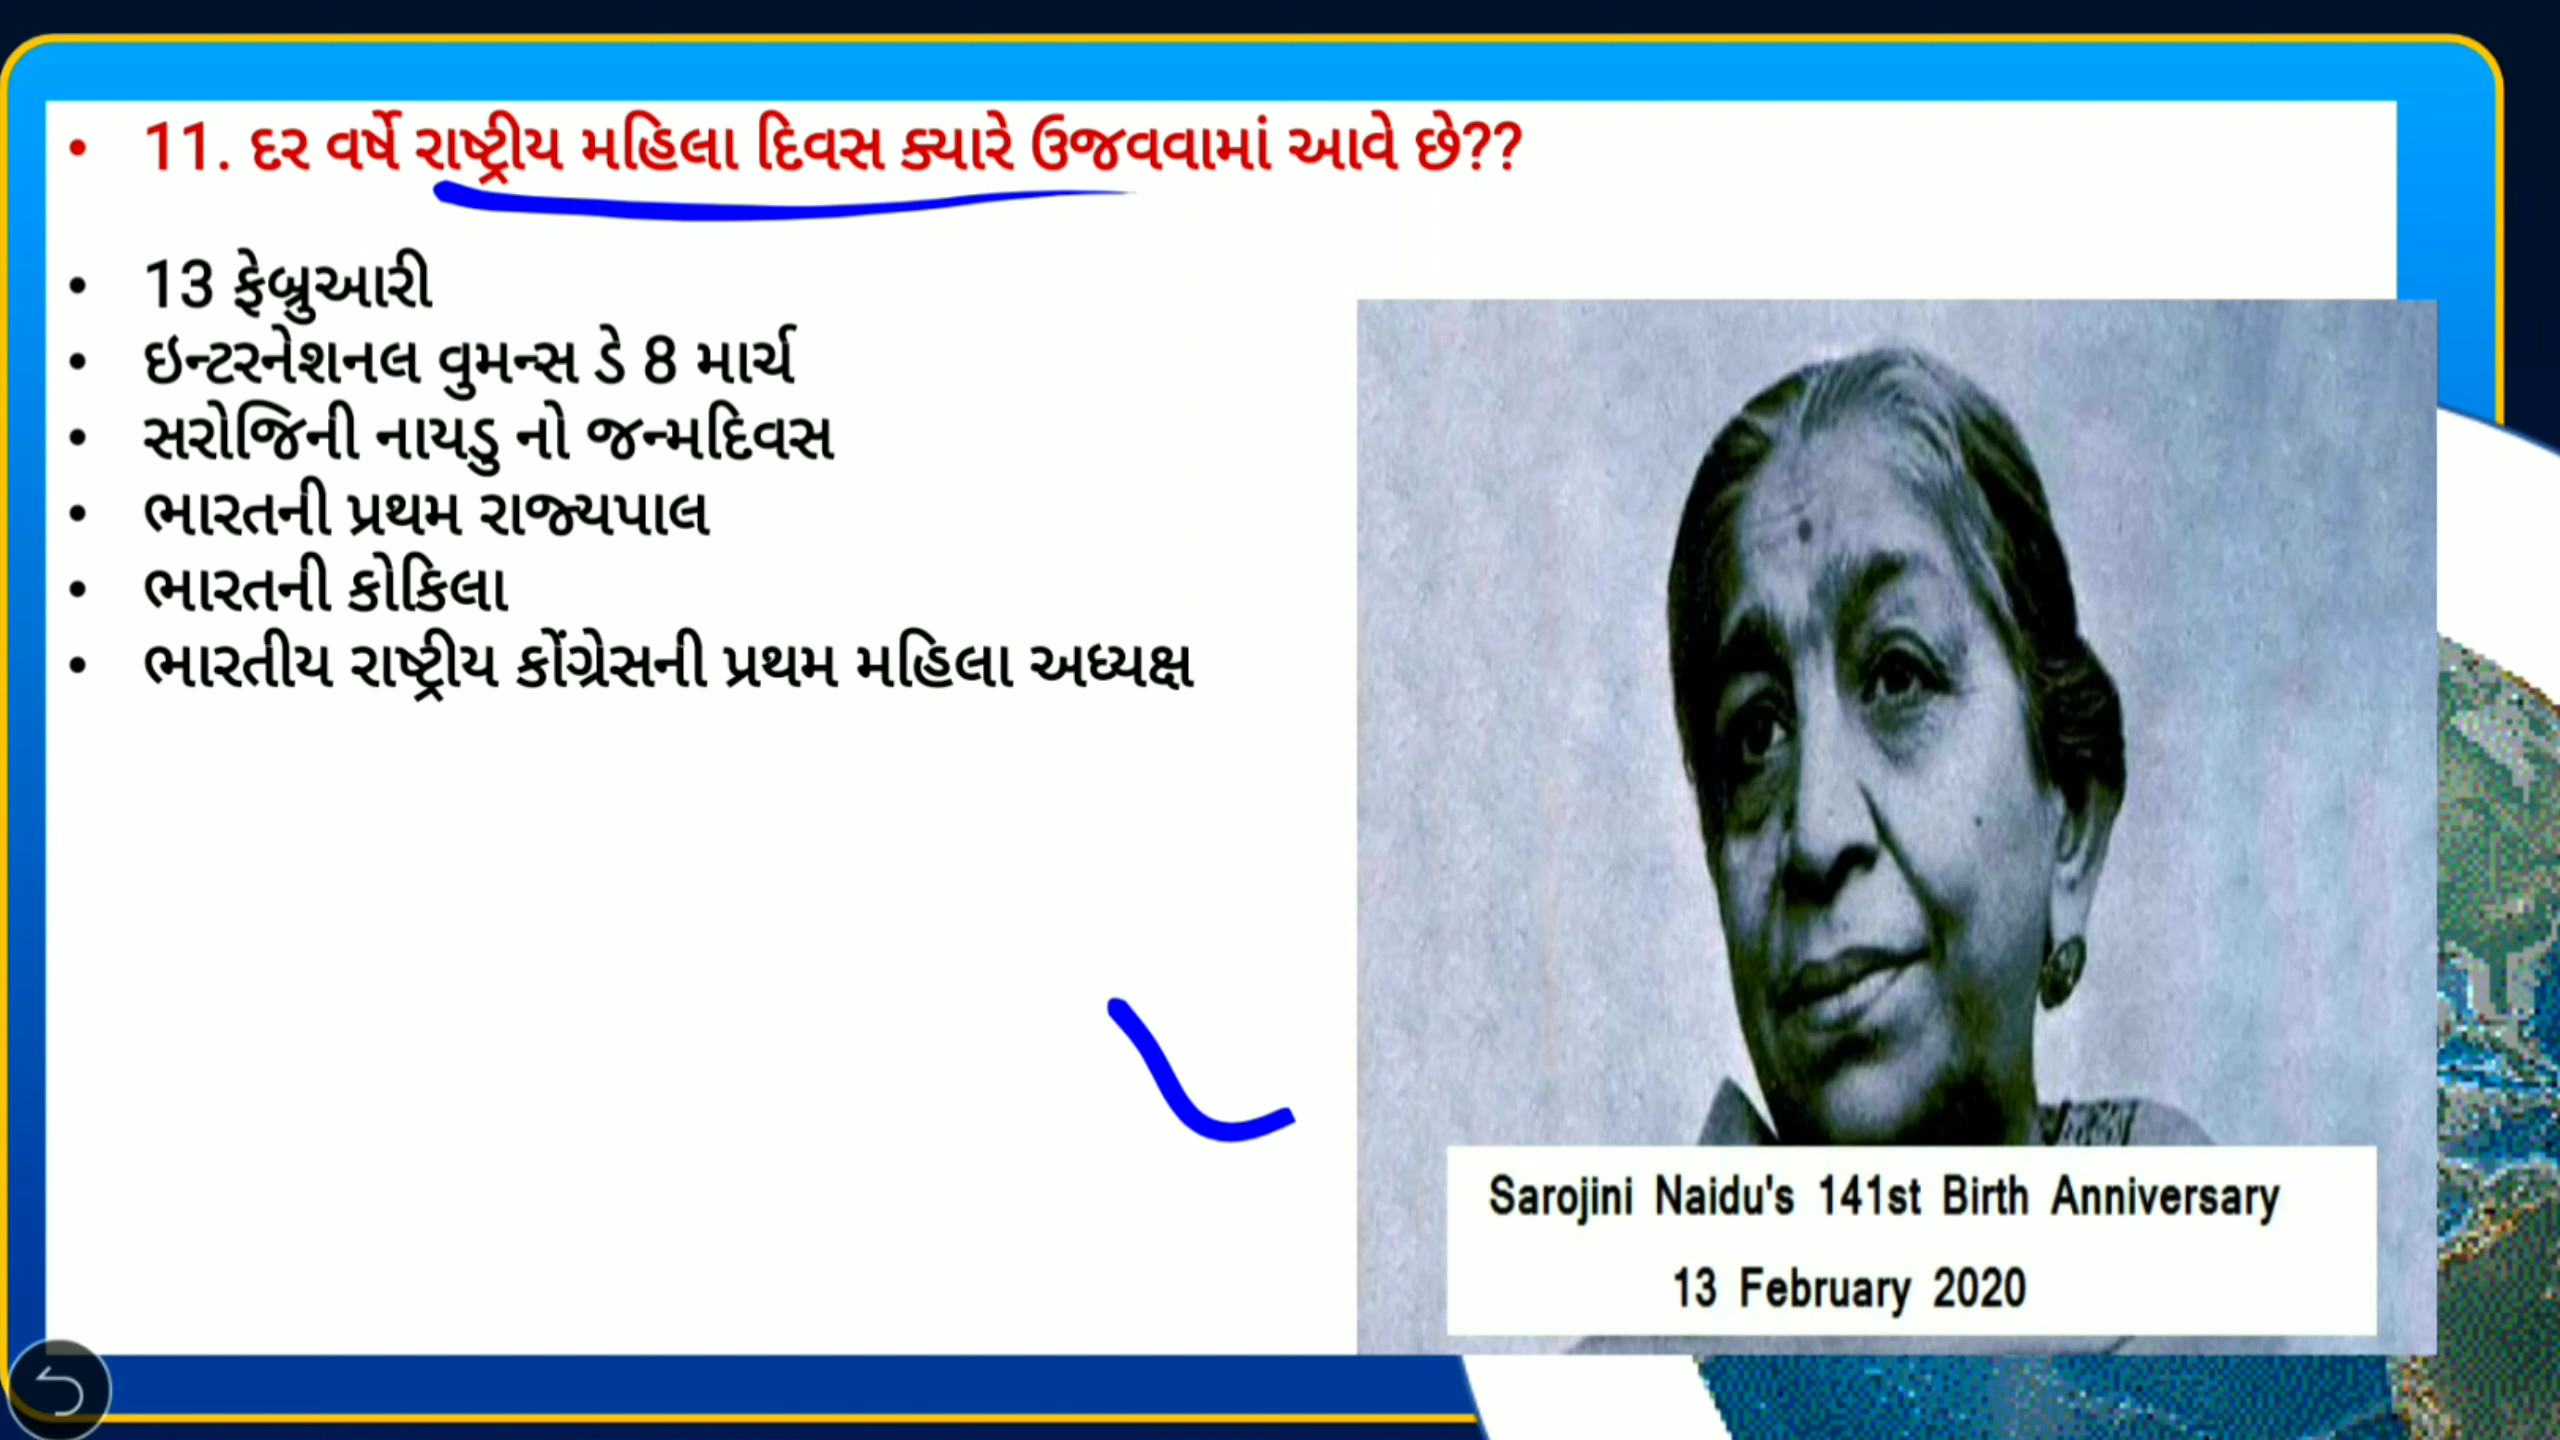 • 11. દર વર્ષે રાષ્ટ્રીય મહિલા દિવસ ક્યારે ઉજવવામાં આવે છે??
• 13 ફેબ્રુઆરી
• ઇન્ટરનેશનલ વુમન્સ ડે 8 માર્ચ
• સરોજિની નાયડુ નો જન્મદિવસ
• ભારતની પ્રથમ રાજ્યપાલ
• ભારતની કોકિલા
• ભારતીય રાષ્ટ્રીય કોંગ્રેસની પ્રથમ મહિલા અધ્યક્ષ
Sarojini Naidu's 141st Birth Anniversary
13 February 2020